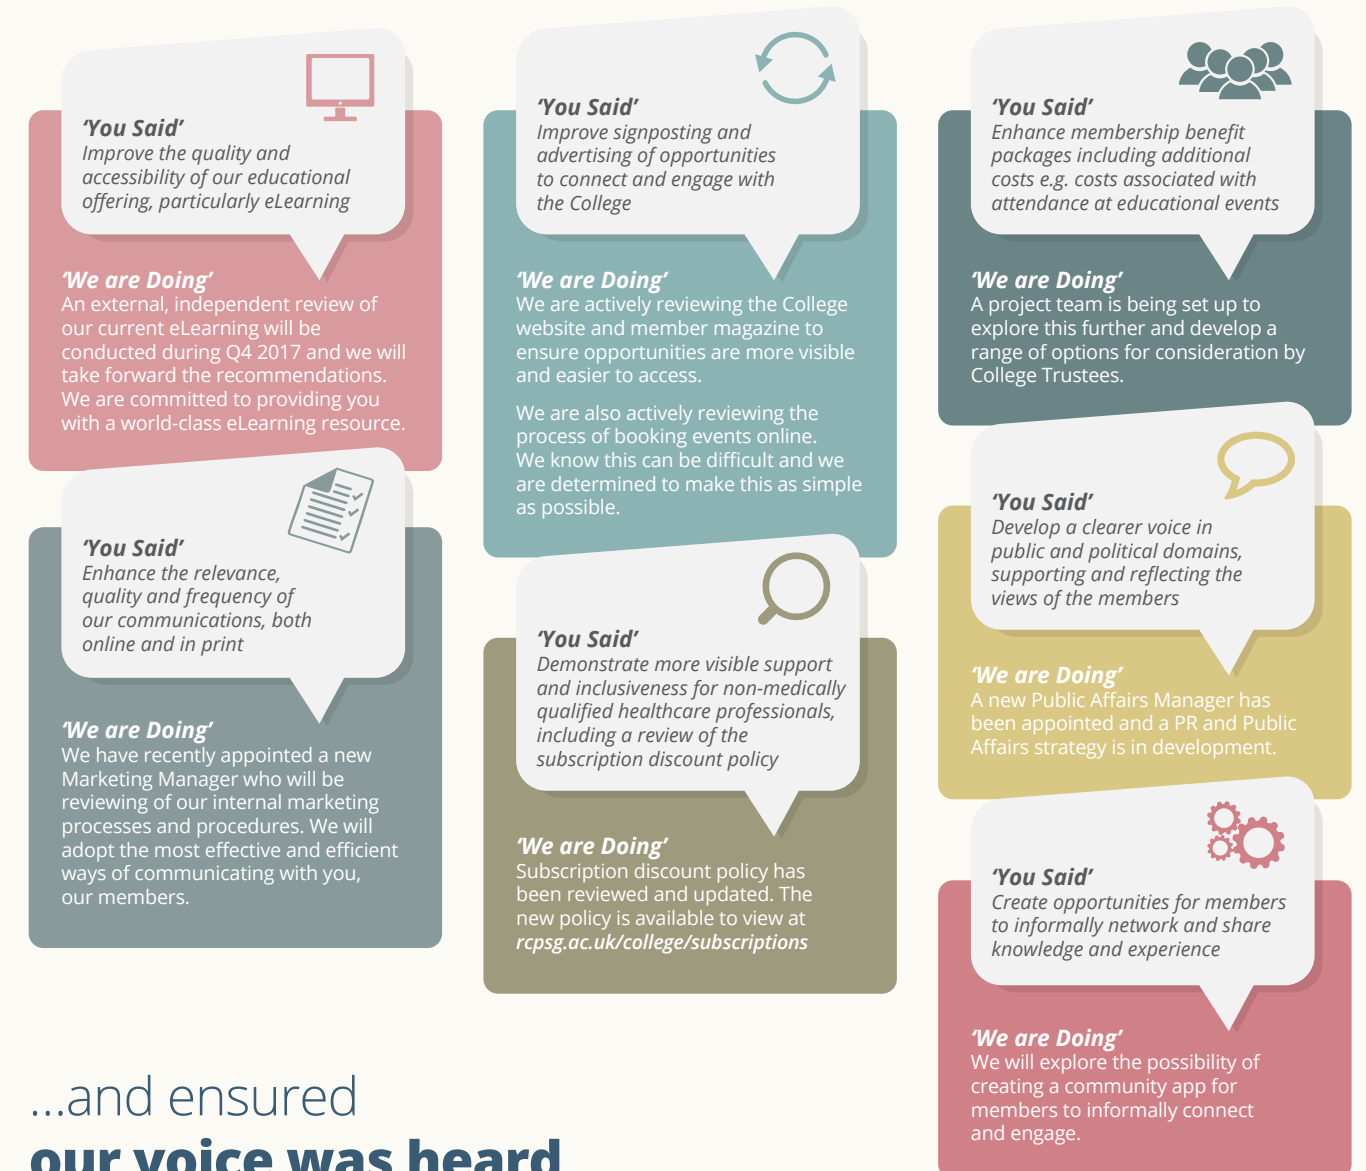 ‘You Said’
Improve the quality and
accessibility of our educational
offering, particularly eLearning
‘We are Doing’
An external, independent review of
our current eLearning will be
conducted during Q4 2017 and we will
take forward the recommendations.
We are committed to providing you
with a world-class eLearning resource.
‘You Said’
Enhance the relevance,
quality and frequency of
our communications, both
online and in print
‘We are Doing’
We have recently appointed a new
Marketing Manager who will be
reviewing of our internal marketing
processes and procedures. We will
adopt the most effective and efficient
ways of communicating with you,
our members.
‘You Said’
Improve signposting and
advertising of opportunities
to connect and engage with
the College
‘We are Doing’
We are actively reviewing the College
website and member magazine to
ensure opportunities are more visible
and easier to access.
We are also actively reviewing the
process of booking events online.
We know this can be difficult and we
are determined to make this as simple
as possible.
‘You Said’
Demonstrate more visible support
and inclusiveness for non-medically
qualified healthcare professionals,
including a review of the
subscription discount policy
‘We are Doing’
Subscription discount policy has
been reviewed and updated. The
new policy is available to view at
rcpsg.ac.uk/college/subscriptions
‘You Said’
Enhance membership benefit
packages including additional
costs e.g. costs associated with
attendance at educational events
‘We are Doing’
A project team is being set up to
explore this further and develop a
range of options for consideration by
College Trustees.
‘You Said’
Develop a clearer voice in
public and political domains,
supporting and reflecting the
views of the members
‘We are Doing’
A new Public Affairs Manager has
been appointed and a PR and Public
Affairs strategy is in development.
‘You Said’
Create opportunities for members
to informally network and share
knowledge and experience
‘We are Doing’
We will explore the possibility of
creating a community app for
members to informally connect
and engage.
...and ensured
our voice was heard